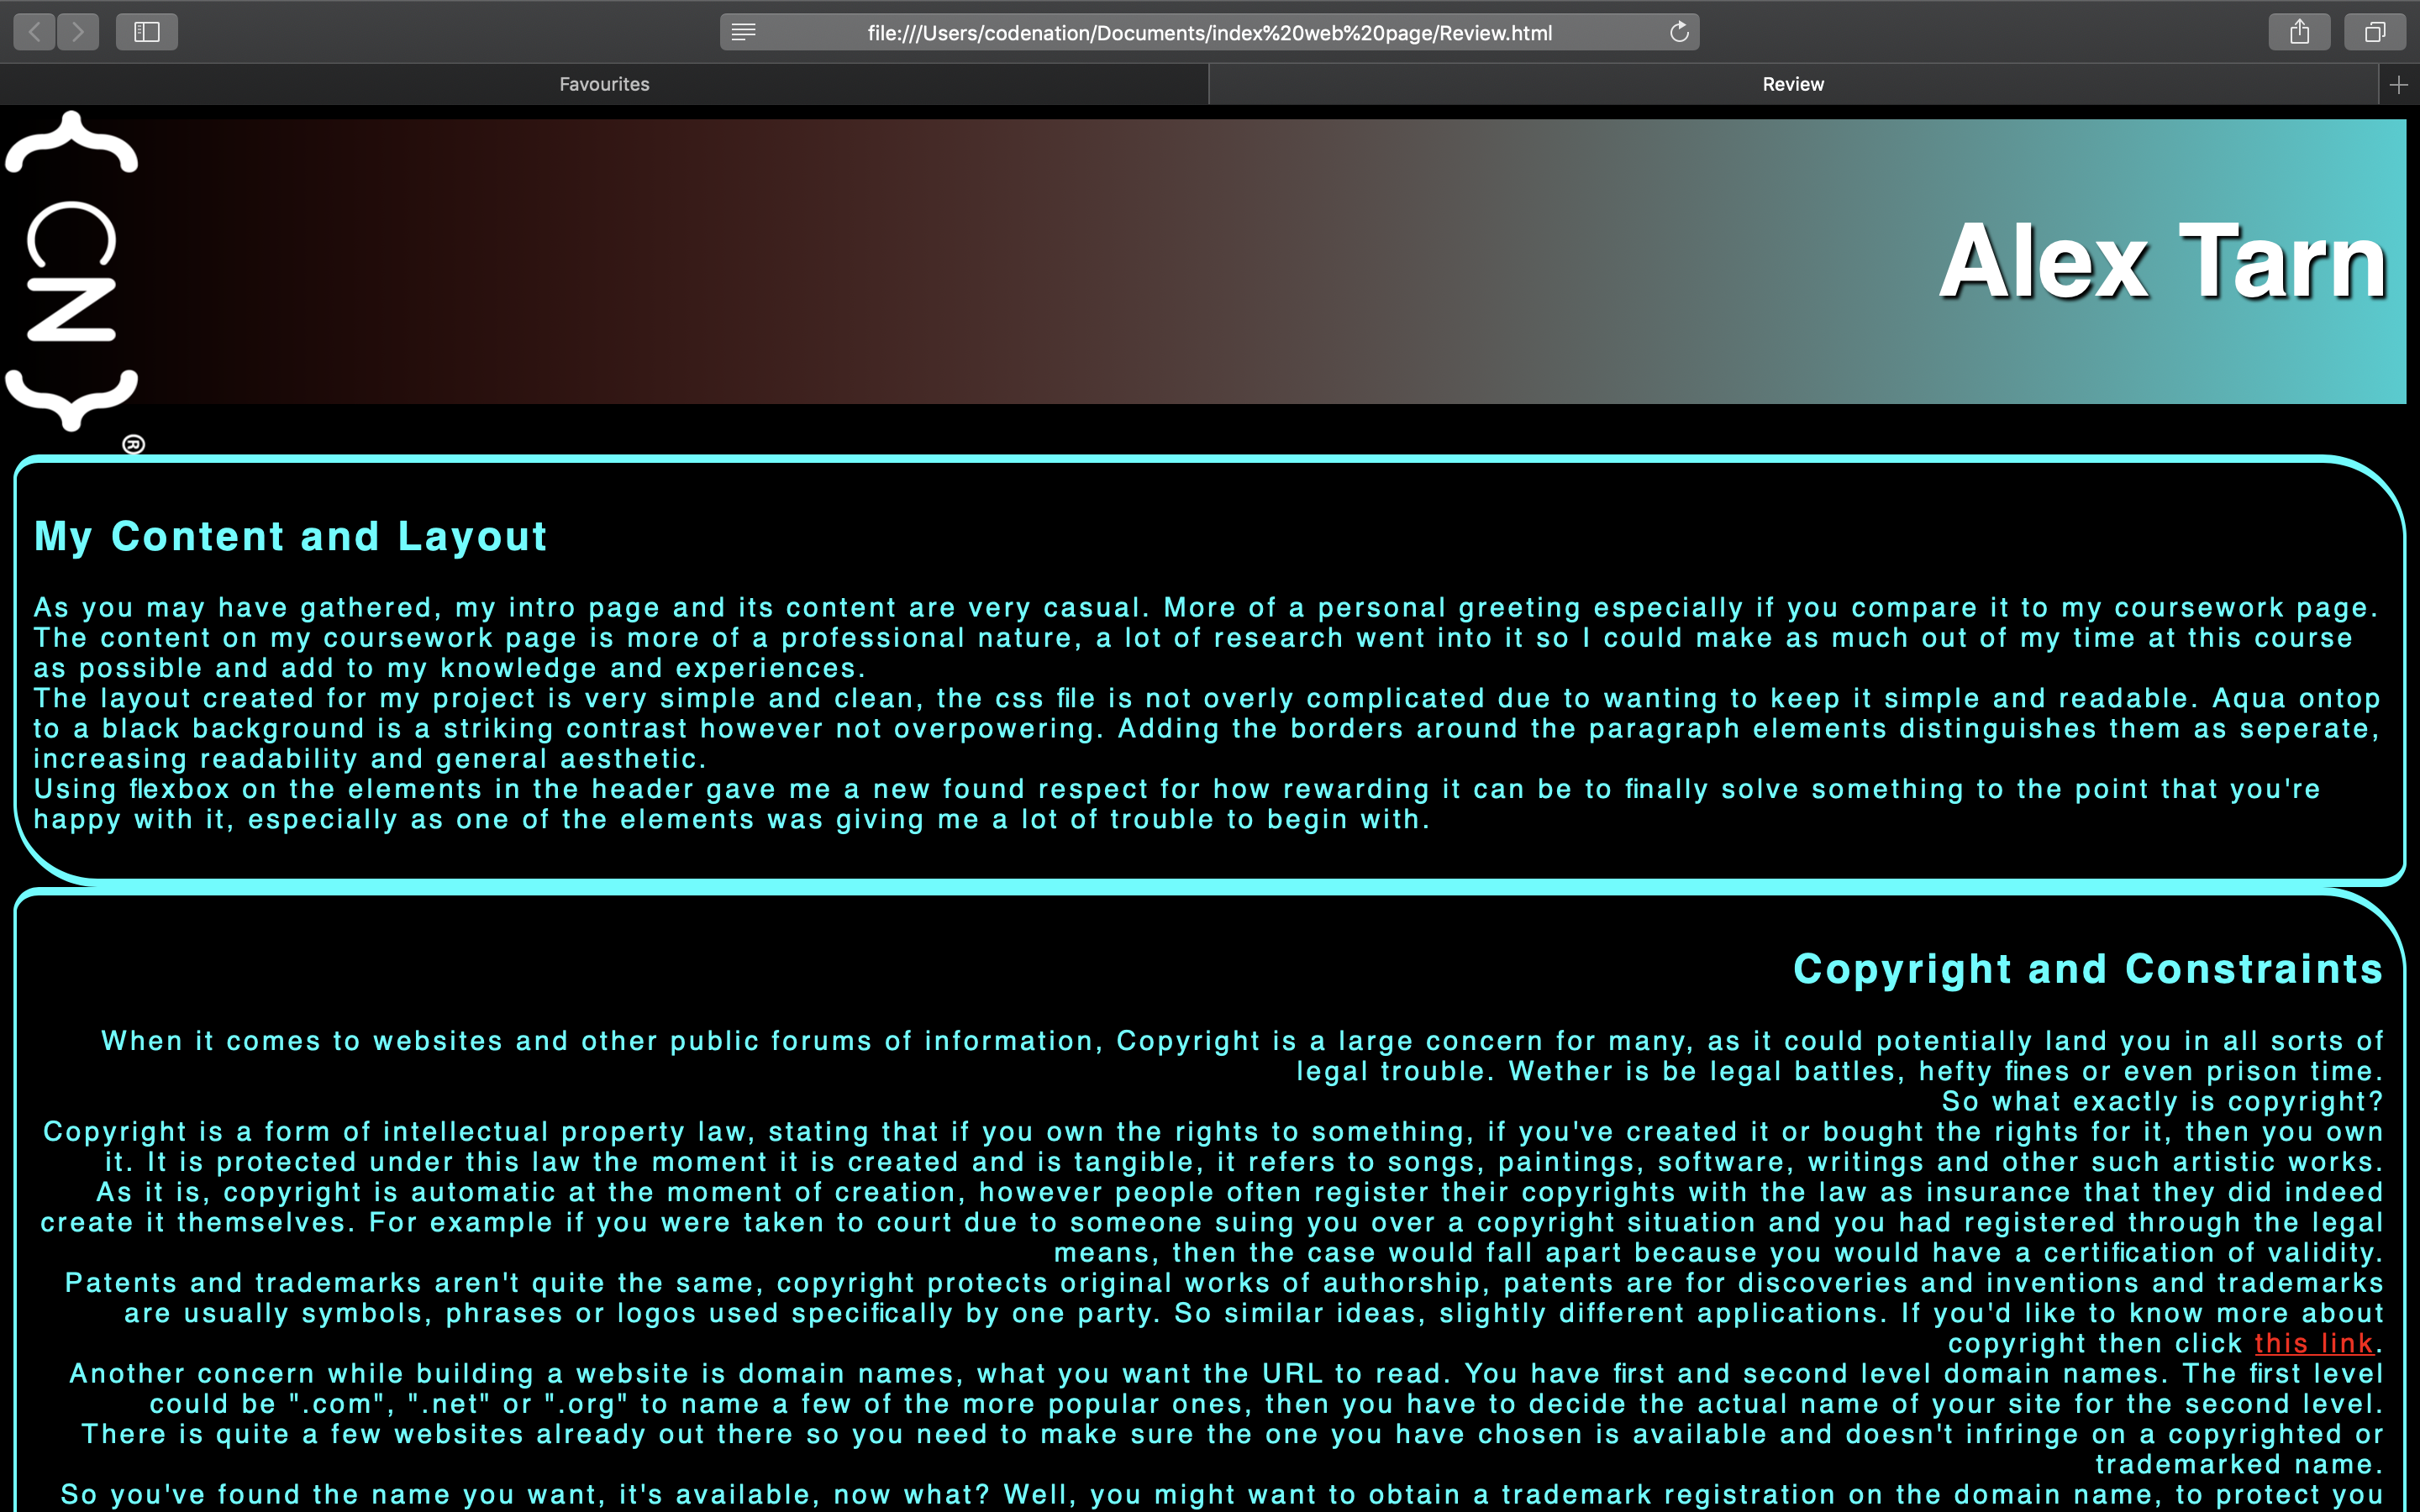 file:///Users/codenation/Documents/index%20web%20page/Review.html
Favourites
Review
{ CN } ®
Alex Tarn
My Content and Layout
As you may have gathered, my intro page and its content are very casual. More of a personal greeting especially if you compare it to my coursework page.
The content on my coursework page is more of a professional nature, a lot of research went into it so I could make as much out of my time at this course
as possible and add to my knowledge and experiences.
The layout created for my project is very simple and clean, the css file is not overly complicated due to wanting to keep it simple and readable. Aqua ontop
to a black background is a striking contrast however not overpowering. Adding the borders around the paragraph elements distinguishes them as seperate,
increasing readability and general aesthetic.
Using flexbox on the elements in the header gave me a new found respect for how rewarding it can be to finally solve something to the point that you're
happy with it, especially as one of the elements was giving me a lot of trouble to begin with.
Copyright and Constraints
When it comes to websites and other public forums of information, Copyright is a large concern for many, as it could potentially land you in all sorts of
legal trouble. Wether is be legal battles, hefty fines or even prison time.
So what exactly is copyright?
Copyright is a form of intellectual property law, stating that if you own the rights to something, if you've created it or bought the rights for it, then you own
it. It is protected under this law the moment it is created and is tangible, it refers to songs, paintings, software, writings and other such artistic works.
As it is, copyright is automatic at the moment of creation, however people often register their copyrights with the law as insurance that they did indeed
create it themselves. For example if you were taken to court due to someone suing you over a copyright situation and you had registered through the legal
means, then the case would fall apart because you would have a certification of validity.
Patents and trademarks aren't quite the same, copyright protects original works of authorship, patents are for discoveries and inventions and trademarks
are usually symbols, phrases or logos used specifically by one party. So similar ideas, slightly different applications. If you'd like to know more about
copyright then click this link.
Another concern while building a website is domain names, what you want the URL to read. You have first and second level domain names. The first level
could be ".com", ".net" or ".org" to name a few of the more popular ones, then you have to decide the actual name of your site for the second level.
There is quite a few websites already out there so you need to make sure the one you have chosen is available and doesn't infringe on a copyrighted or
trademarked name.
So you've found the name you want, it's available, now what? Well, you might want to obtain a trademark registration on the domain name, to protect you